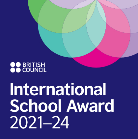 BRITISH
COUNCIL
International
School Award
2021–24